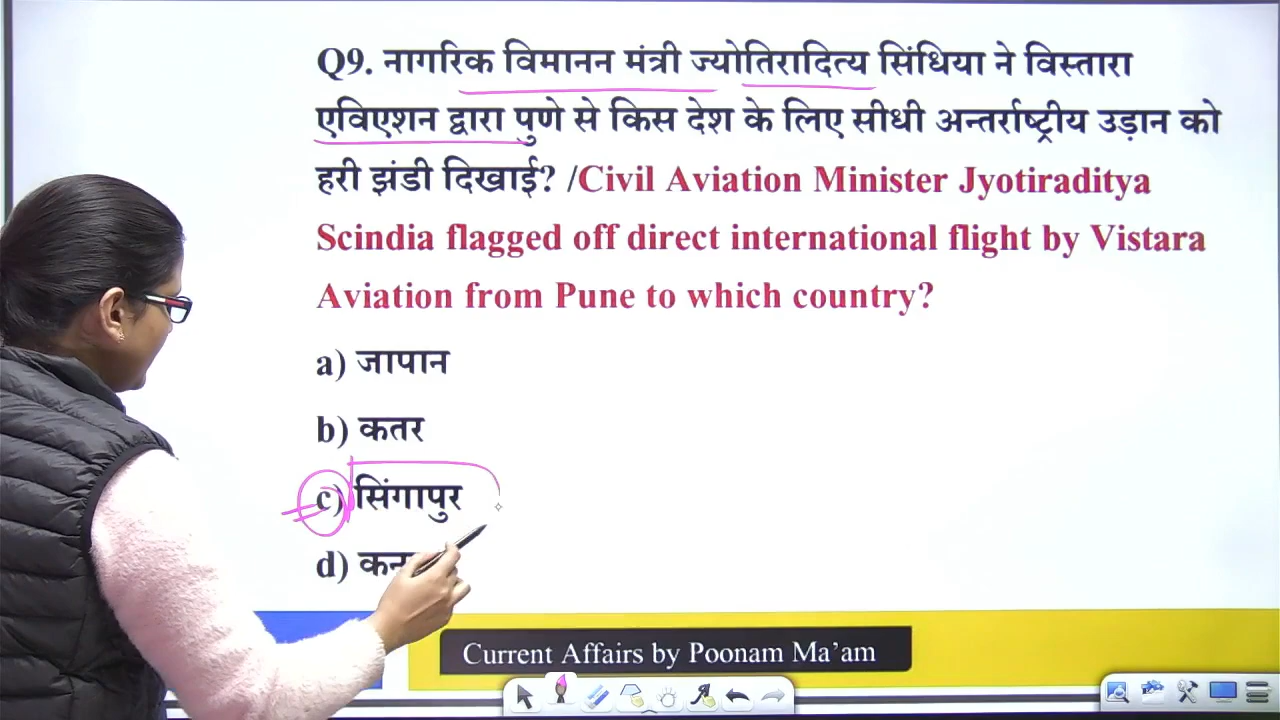 Q9. नागरिक विमानन मंत्री ज्योतिरादित्य सिंधिया ने विस्तारा
एविएशन द्वारा पुणे से किस देश के लिए सीधी अन्तर्राष्ट्रीय उड़ान को
हरी झंडी दिखाई? /Civil Aviation Minister Jyotiraditya
Scindia flagged off direct international flight by Vistara
Aviation from Pune to which country?
a) जापान
b) कतर
c) सिंगापुर
d)
Current Affairs by Poonam Ma’am